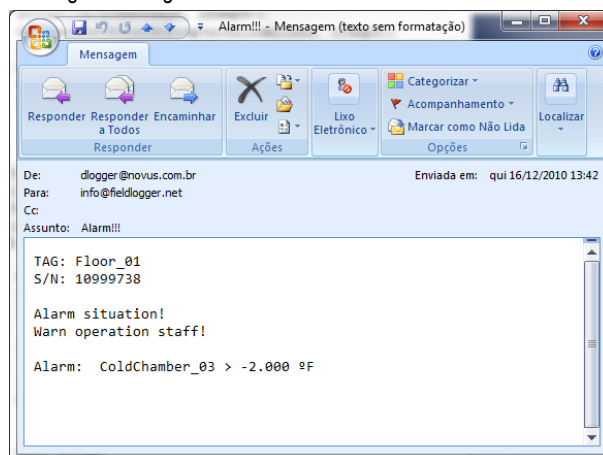 Alarm!!! - Mensagem (texto sem formatação)
Mensagem
Responder
Responder a Todos
Encaminhar
Excluir
Lixo Eletrônico
Categorizar
Acompanhamento
Marcar como Não Lida
Localizar
Responder
Ações
Opções
De: dlogger@novus.com.br
Enviada em: qui 16/12/2010 13:42
Para: info@fieldlogger.net
Cc:
Assunto: Alarm!!!
TAG: Floor_01
S/N: 10999738
Alarm situation!
Warn operation staff!
Alarm: ColdChamber_03 > -2.000 ºF